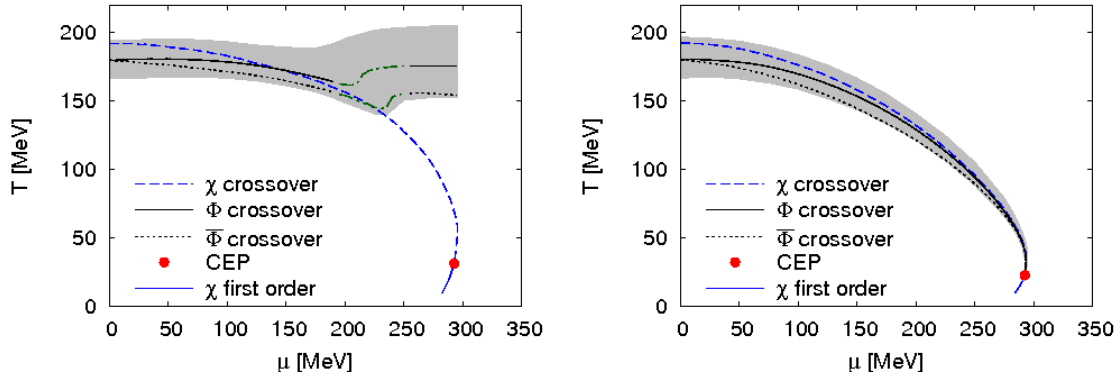 200
150
100
50
0
T [MeV]
χ crossover
Φ crossover
Φ̅ crossover
CEP
χ first order
0 50 100 150 200 250 300 350
μ [MeV]
200
150
100
50
0
T [MeV]
χ crossover
Φ crossover
Φ̅ crossover
CEP
χ first order
0 50 100 150 200 250 300 350
μ [MeV]